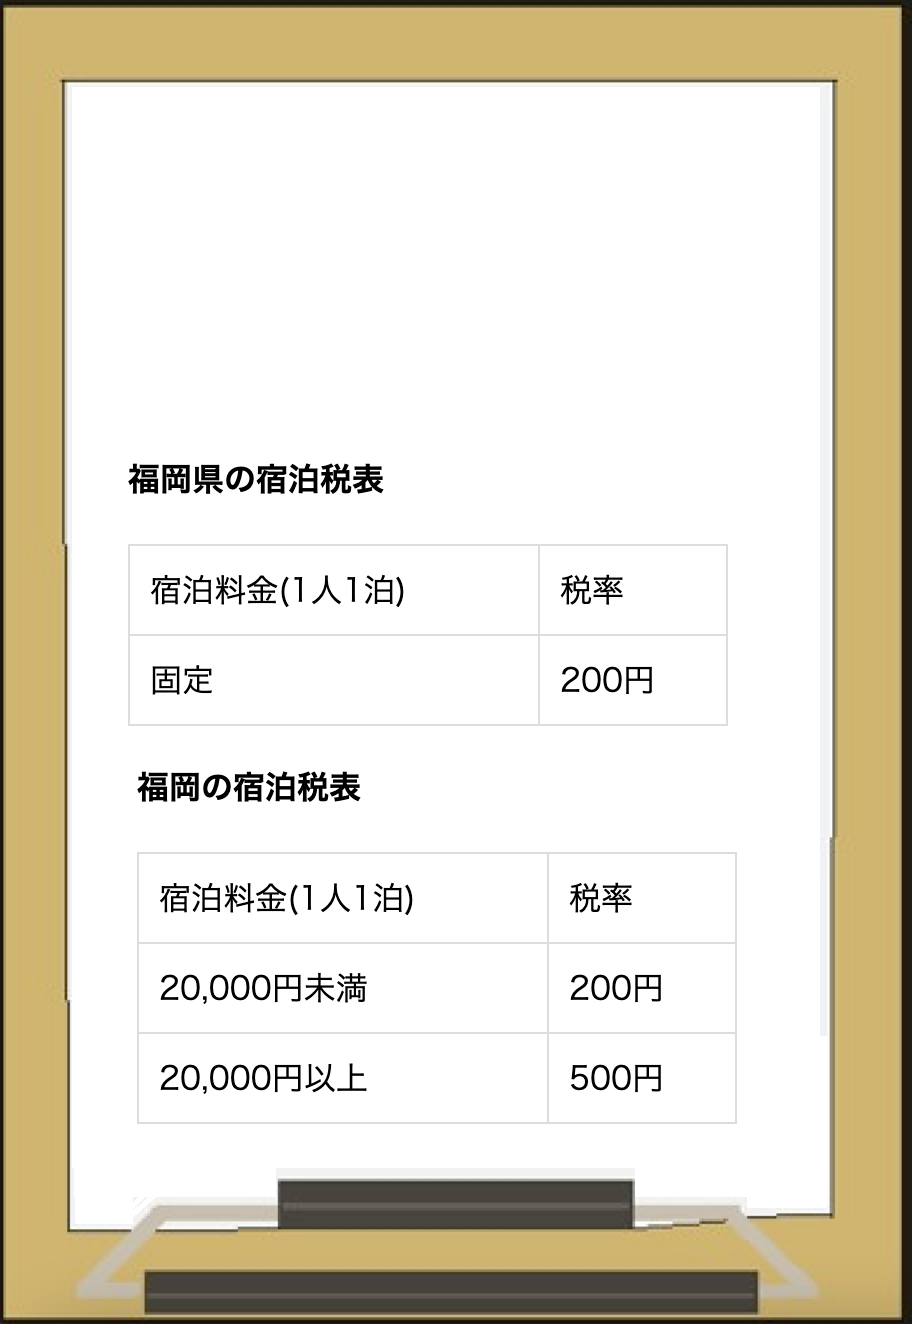 福岡県の宿泊税表
宿泊料金(1人1泊) 税率
固定 200円
福岡の宿泊税表
宿泊料金(1人1泊) 税率
20,000円未満 200円
20,000円以上 500円